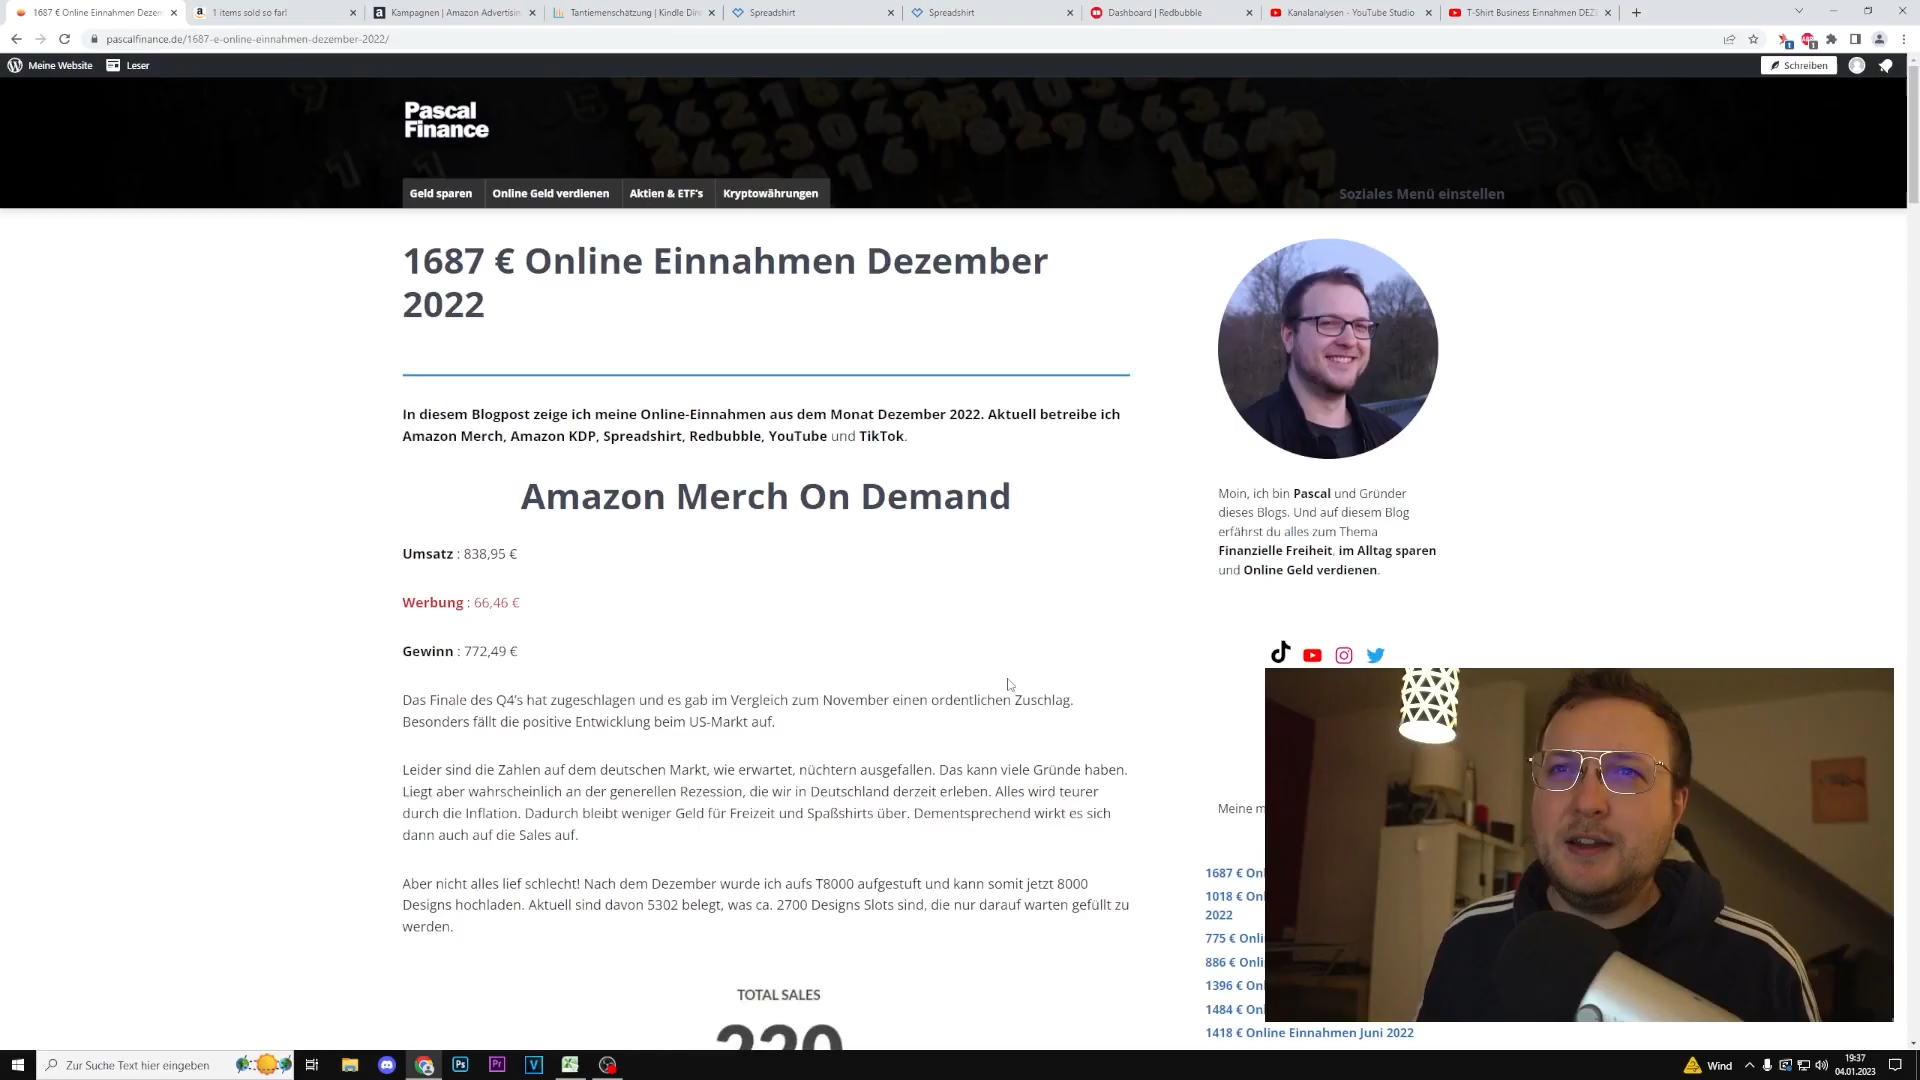 1687 € Online Einnahmen Dezem
1 items sold so far!
Kampagnen | Amazon Advertisin
Tantiemenschätzung | Kindle Dire
Spreadshirt
Spreadshirt
Dashboard | Redbubble
Kanalanalysen - YouTube Studio
T-Shirt Business Einnahmen DEZ
pascalfinance.de/1687-e-online-einnahmen-dezember-2022/
Meine Website
Leser
Schreiben
Pascal
Finance
Geld sparen
Online Geld verdienen
Aktien & ETF's
Kryptowährungen
Soziales Menü einstellen
1687 € Online Einnahmen Dezember
2022
In diesem Blogpost zeige ich meine Online-Einnahmen aus dem Monat Dezember 2022. Aktuell betreibe ich
Amazon Merch, Amazon KDP, Spreadshirt, Redbubble, YouTube und TikTok.
Amazon Merch On Demand
Umsatz : 838,95 €
Werbung : 66,46 €
Gewinn : 772,49 €
Das Finale des Q4's hat zugeschlagen und es gab im Vergleich zum November einen ordentlichen Zuschlag.
Besonders fällt die positive Entwicklung beim US-Markt auf.
Leider sind die Zahlen auf dem deutschen Markt, wie erwartet, nüchtern ausgefallen. Das kann viele Gründe haben.
Liegt aber wahrscheinlich an der generellen Rezession, die wir in Deutschland derzeit erleben. Alles wird teurer
durch die Inflation. Dadurch bleibt weniger Geld für Freizeit und Spaßshirts über. Dementsprechend wirkt es sich
dann auch auf die Sales auf.
Aber nicht alles lief schlecht! Nach dem Dezember wurde ich aufs T8000 aufgestuft und kann somit jetzt 8000
Designs hochladen. Aktuell sind davon 5302 belegt, was ca. 2700 Designs Slots sind, die nur darauf warten gefüllt zu
werden.
TOTAL SALES
220
Moin, ich bin Pascal und Gründer
dieses Blogs. Und auf diesem Blog
erfährst du alles zum Thema
Finanzielle Freiheit, im Alltag sparen
und Online Geld verdienen.
Meine m
1687 € Onl
1018 € Onl
2022
775 € Onli
886 € Onli
1396 € Onl
1484 € Onl
1418 € Online Einnahmen Juni 2022
Zur Suche Text hier eingeben
Ps
Pr
V
Wind
19:37
04.01.2023